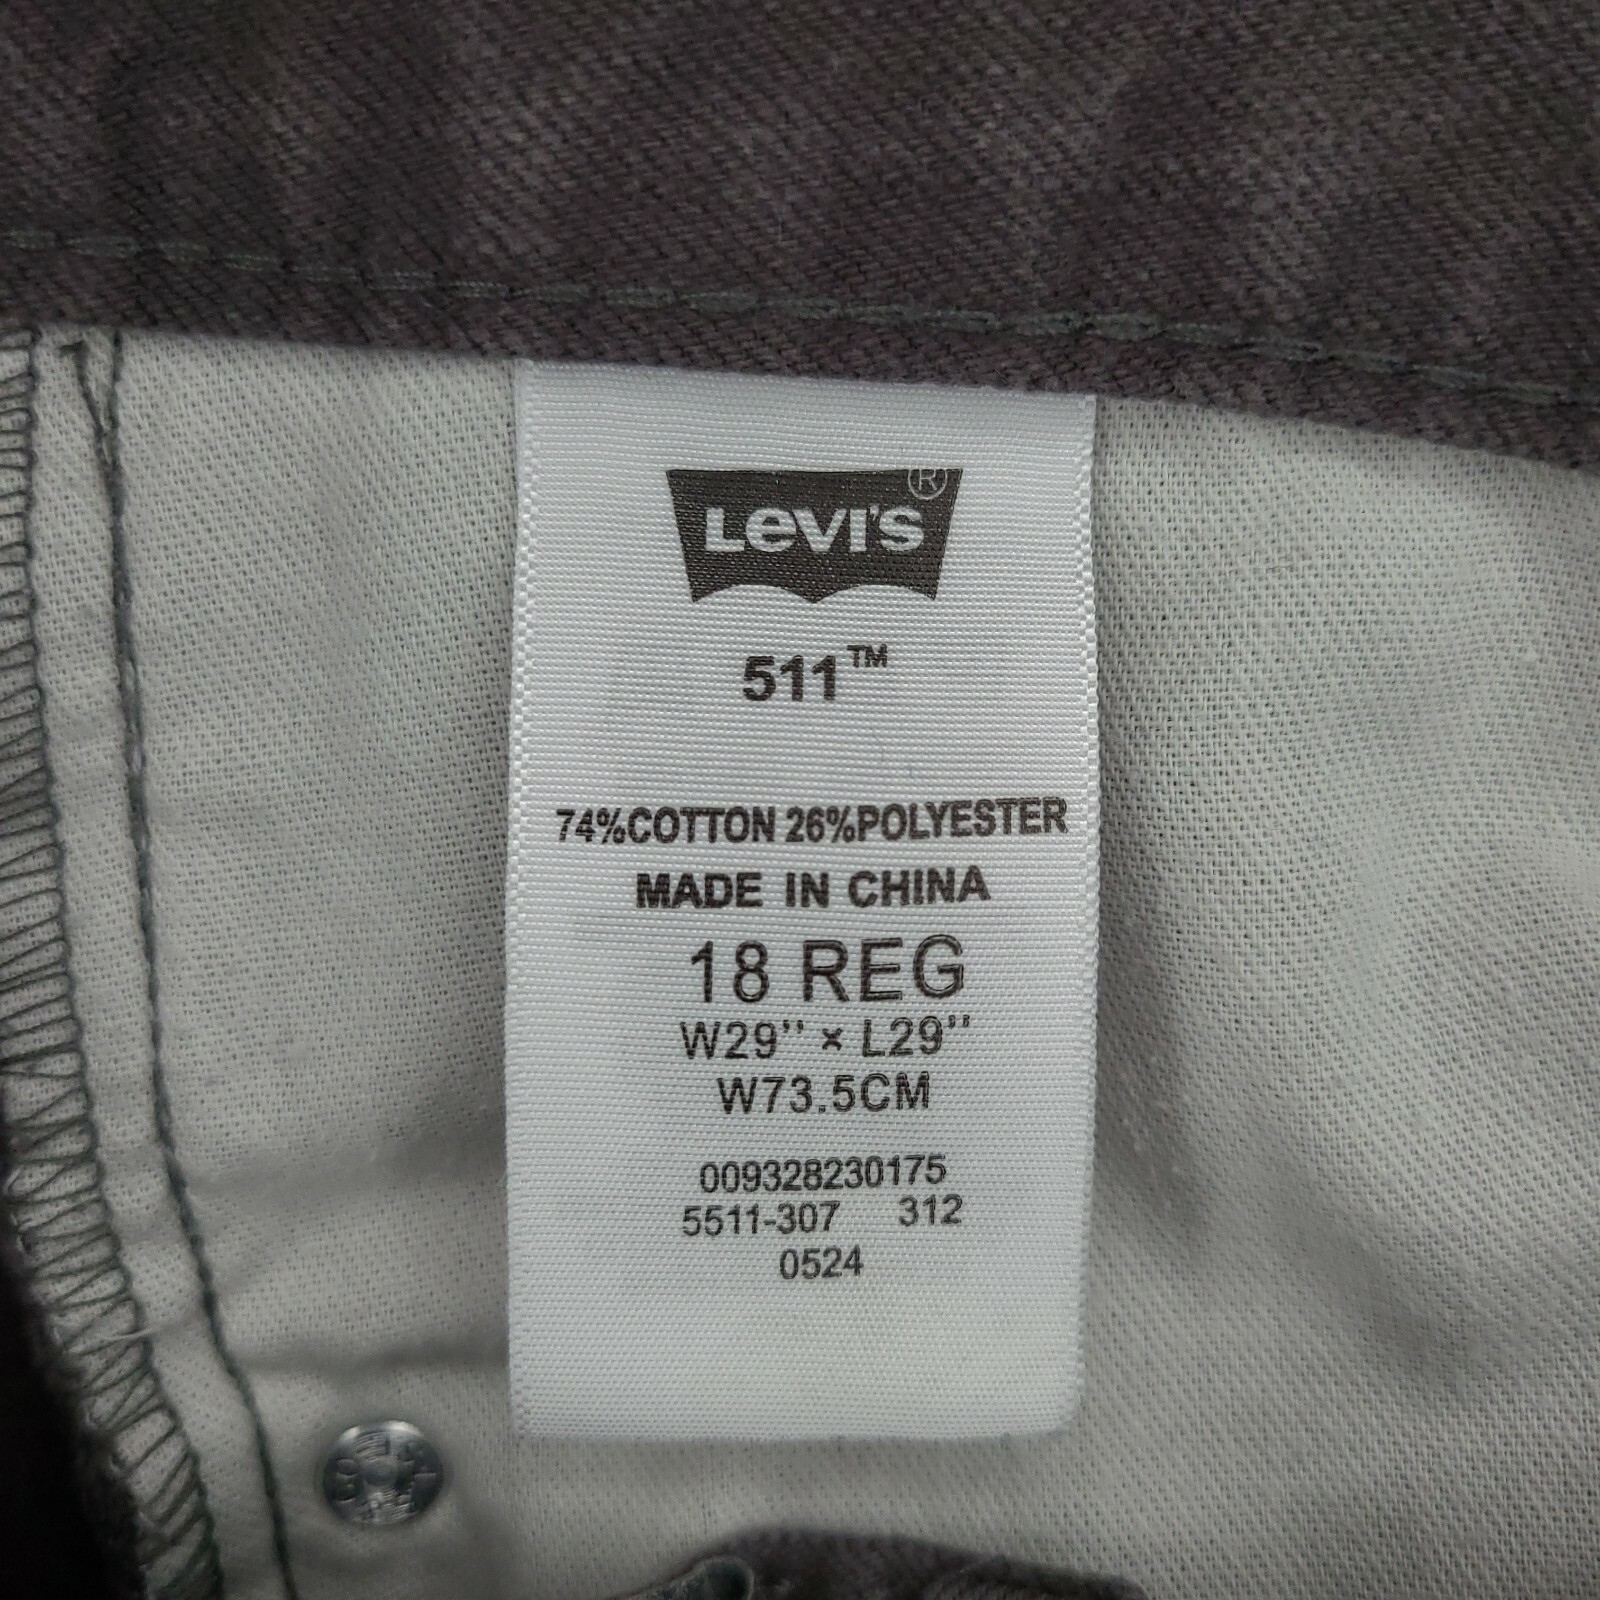 LEVI'S®
511™
74%COTTON 26%POLYESTER
MADE IN CHINA
18 REG
W29" × L29"
W73.5CM
009328230175
5511-307 312
0524